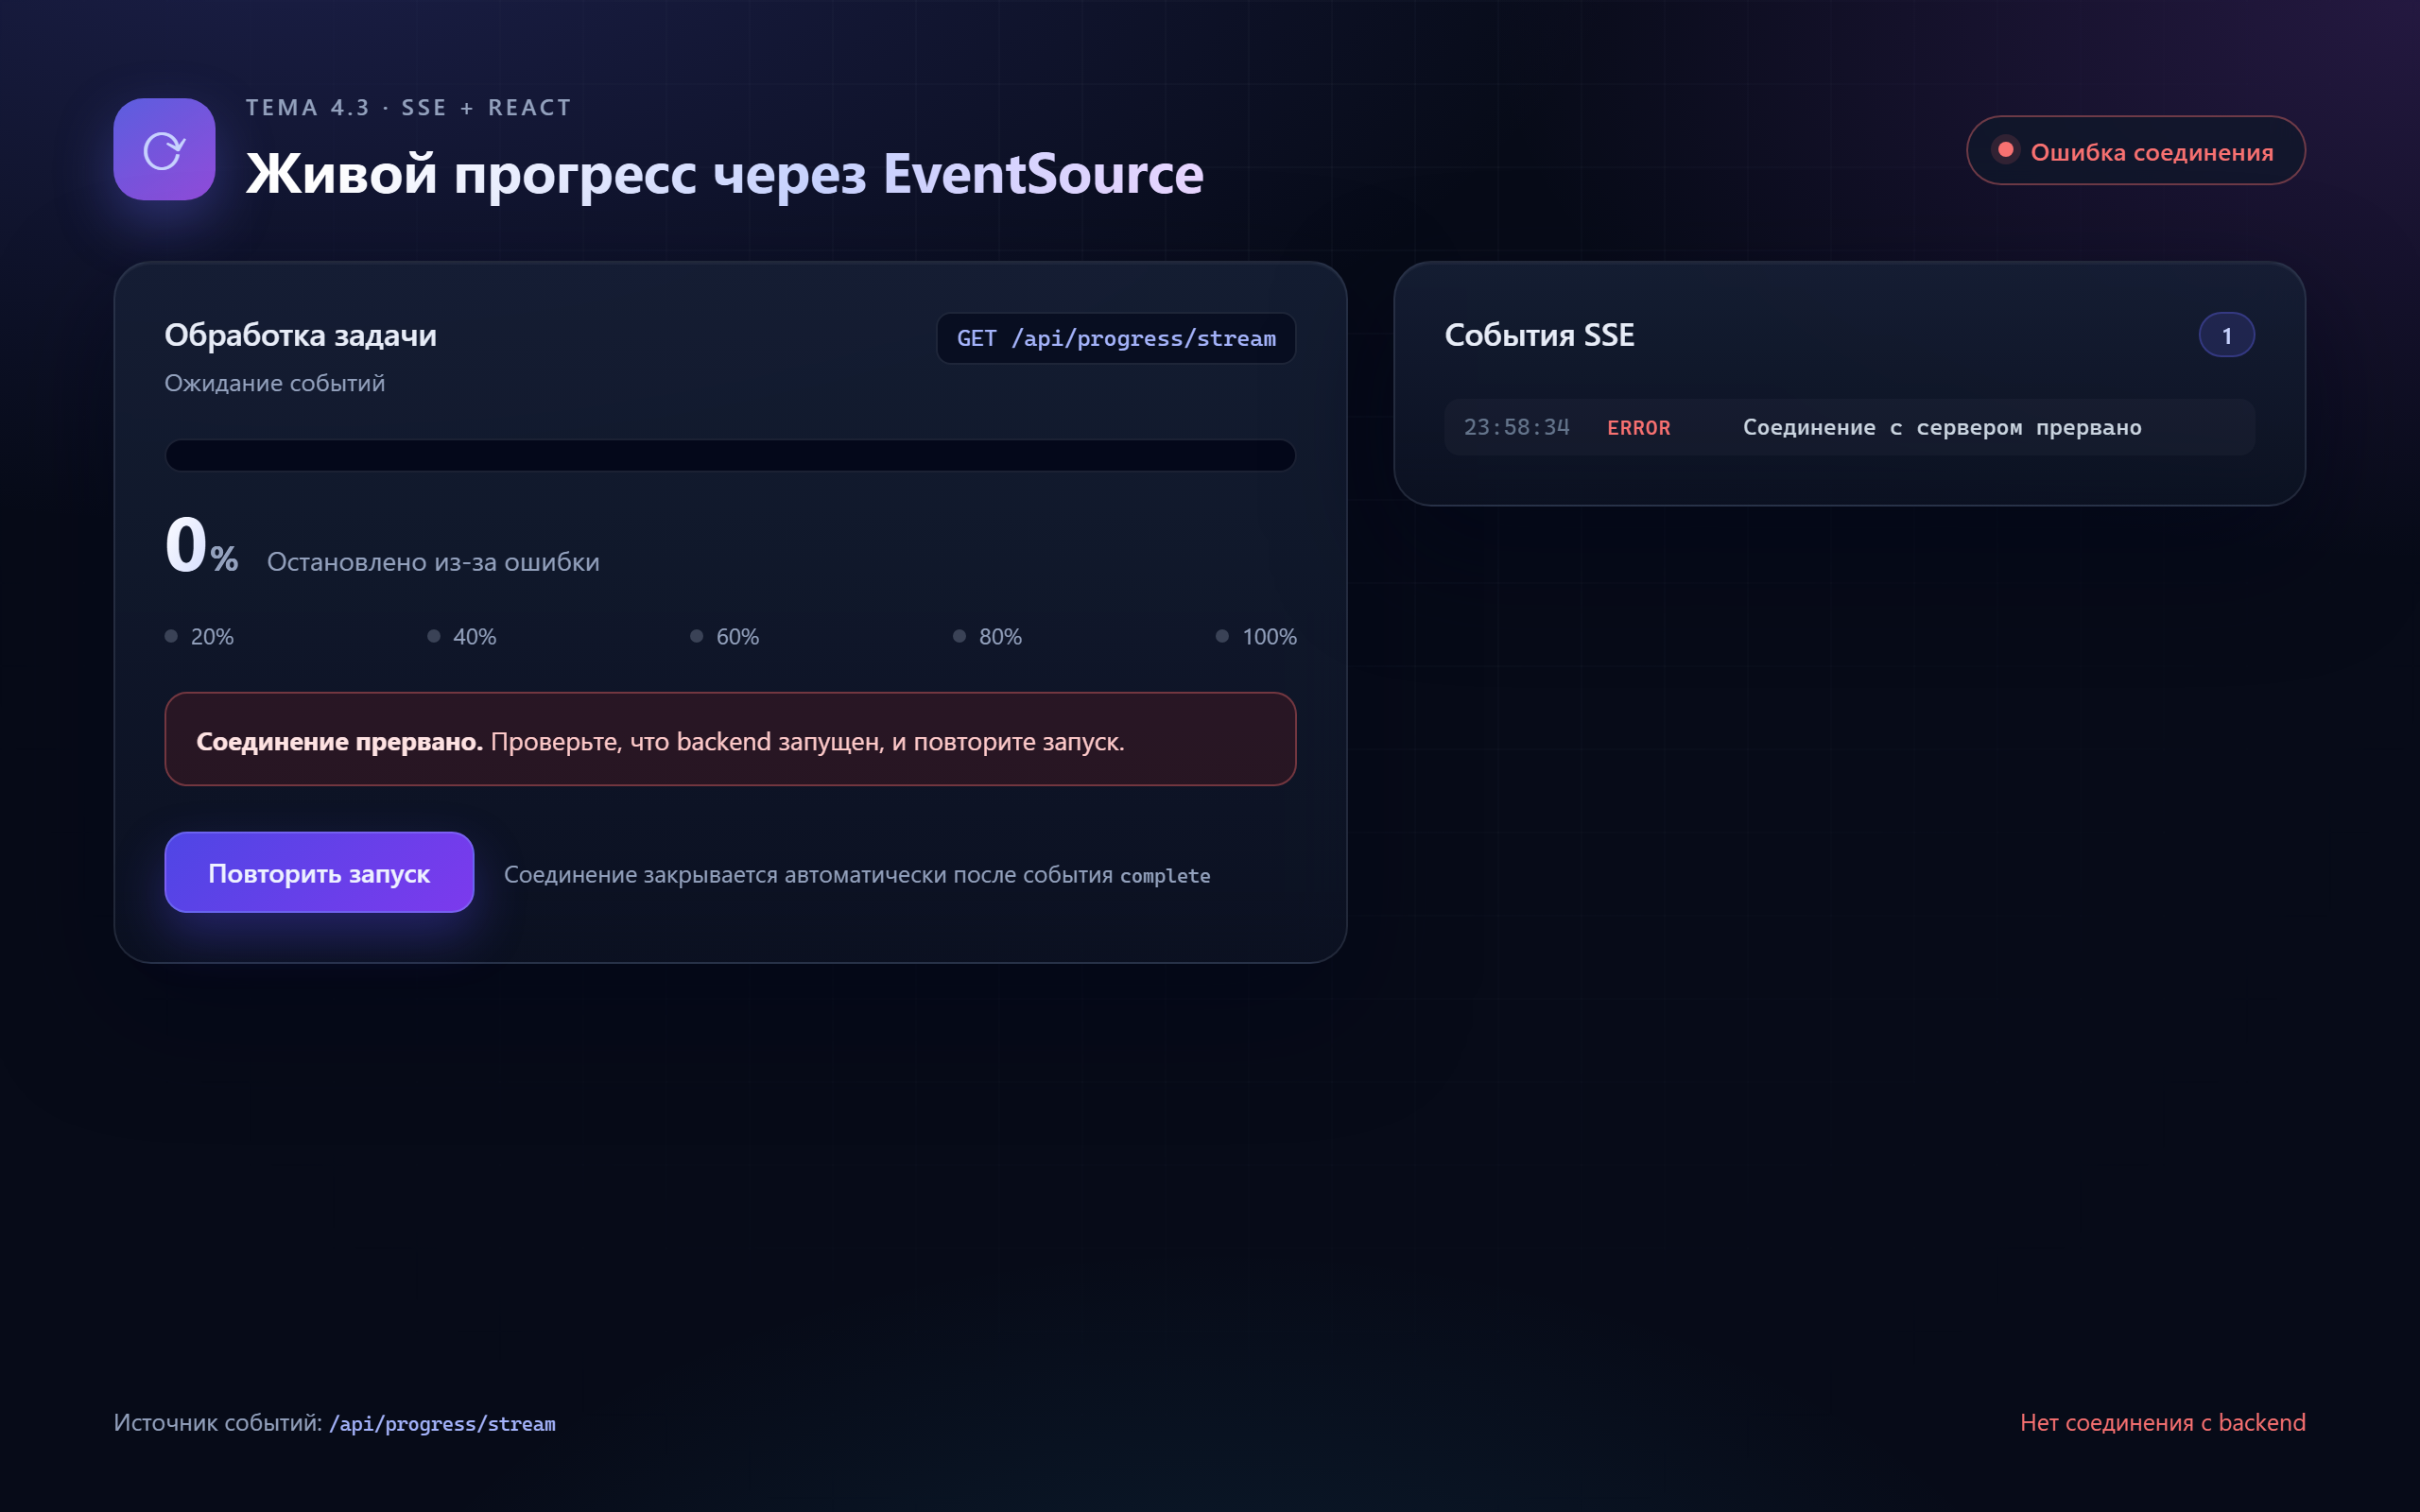 ТЕМА 4.3 · SSE + REACT
Живой прогресс через EventSource
Ошибка соединения
Обработка задачи
GET /api/progress/stream
Ожидание событий
0%
Остановлено из-за ошибки
20%
40%
60%
80%
100%
Соединение прервано. Проверьте, что backend запущен, и повторите запуск.
Повторить запуск
Соединение закрывается автоматически после события complete
События SSE
1
23:58:34 ERROR Соединение с сервером прервано
Источник событий: /api/progress/stream
Нет соединения с backend